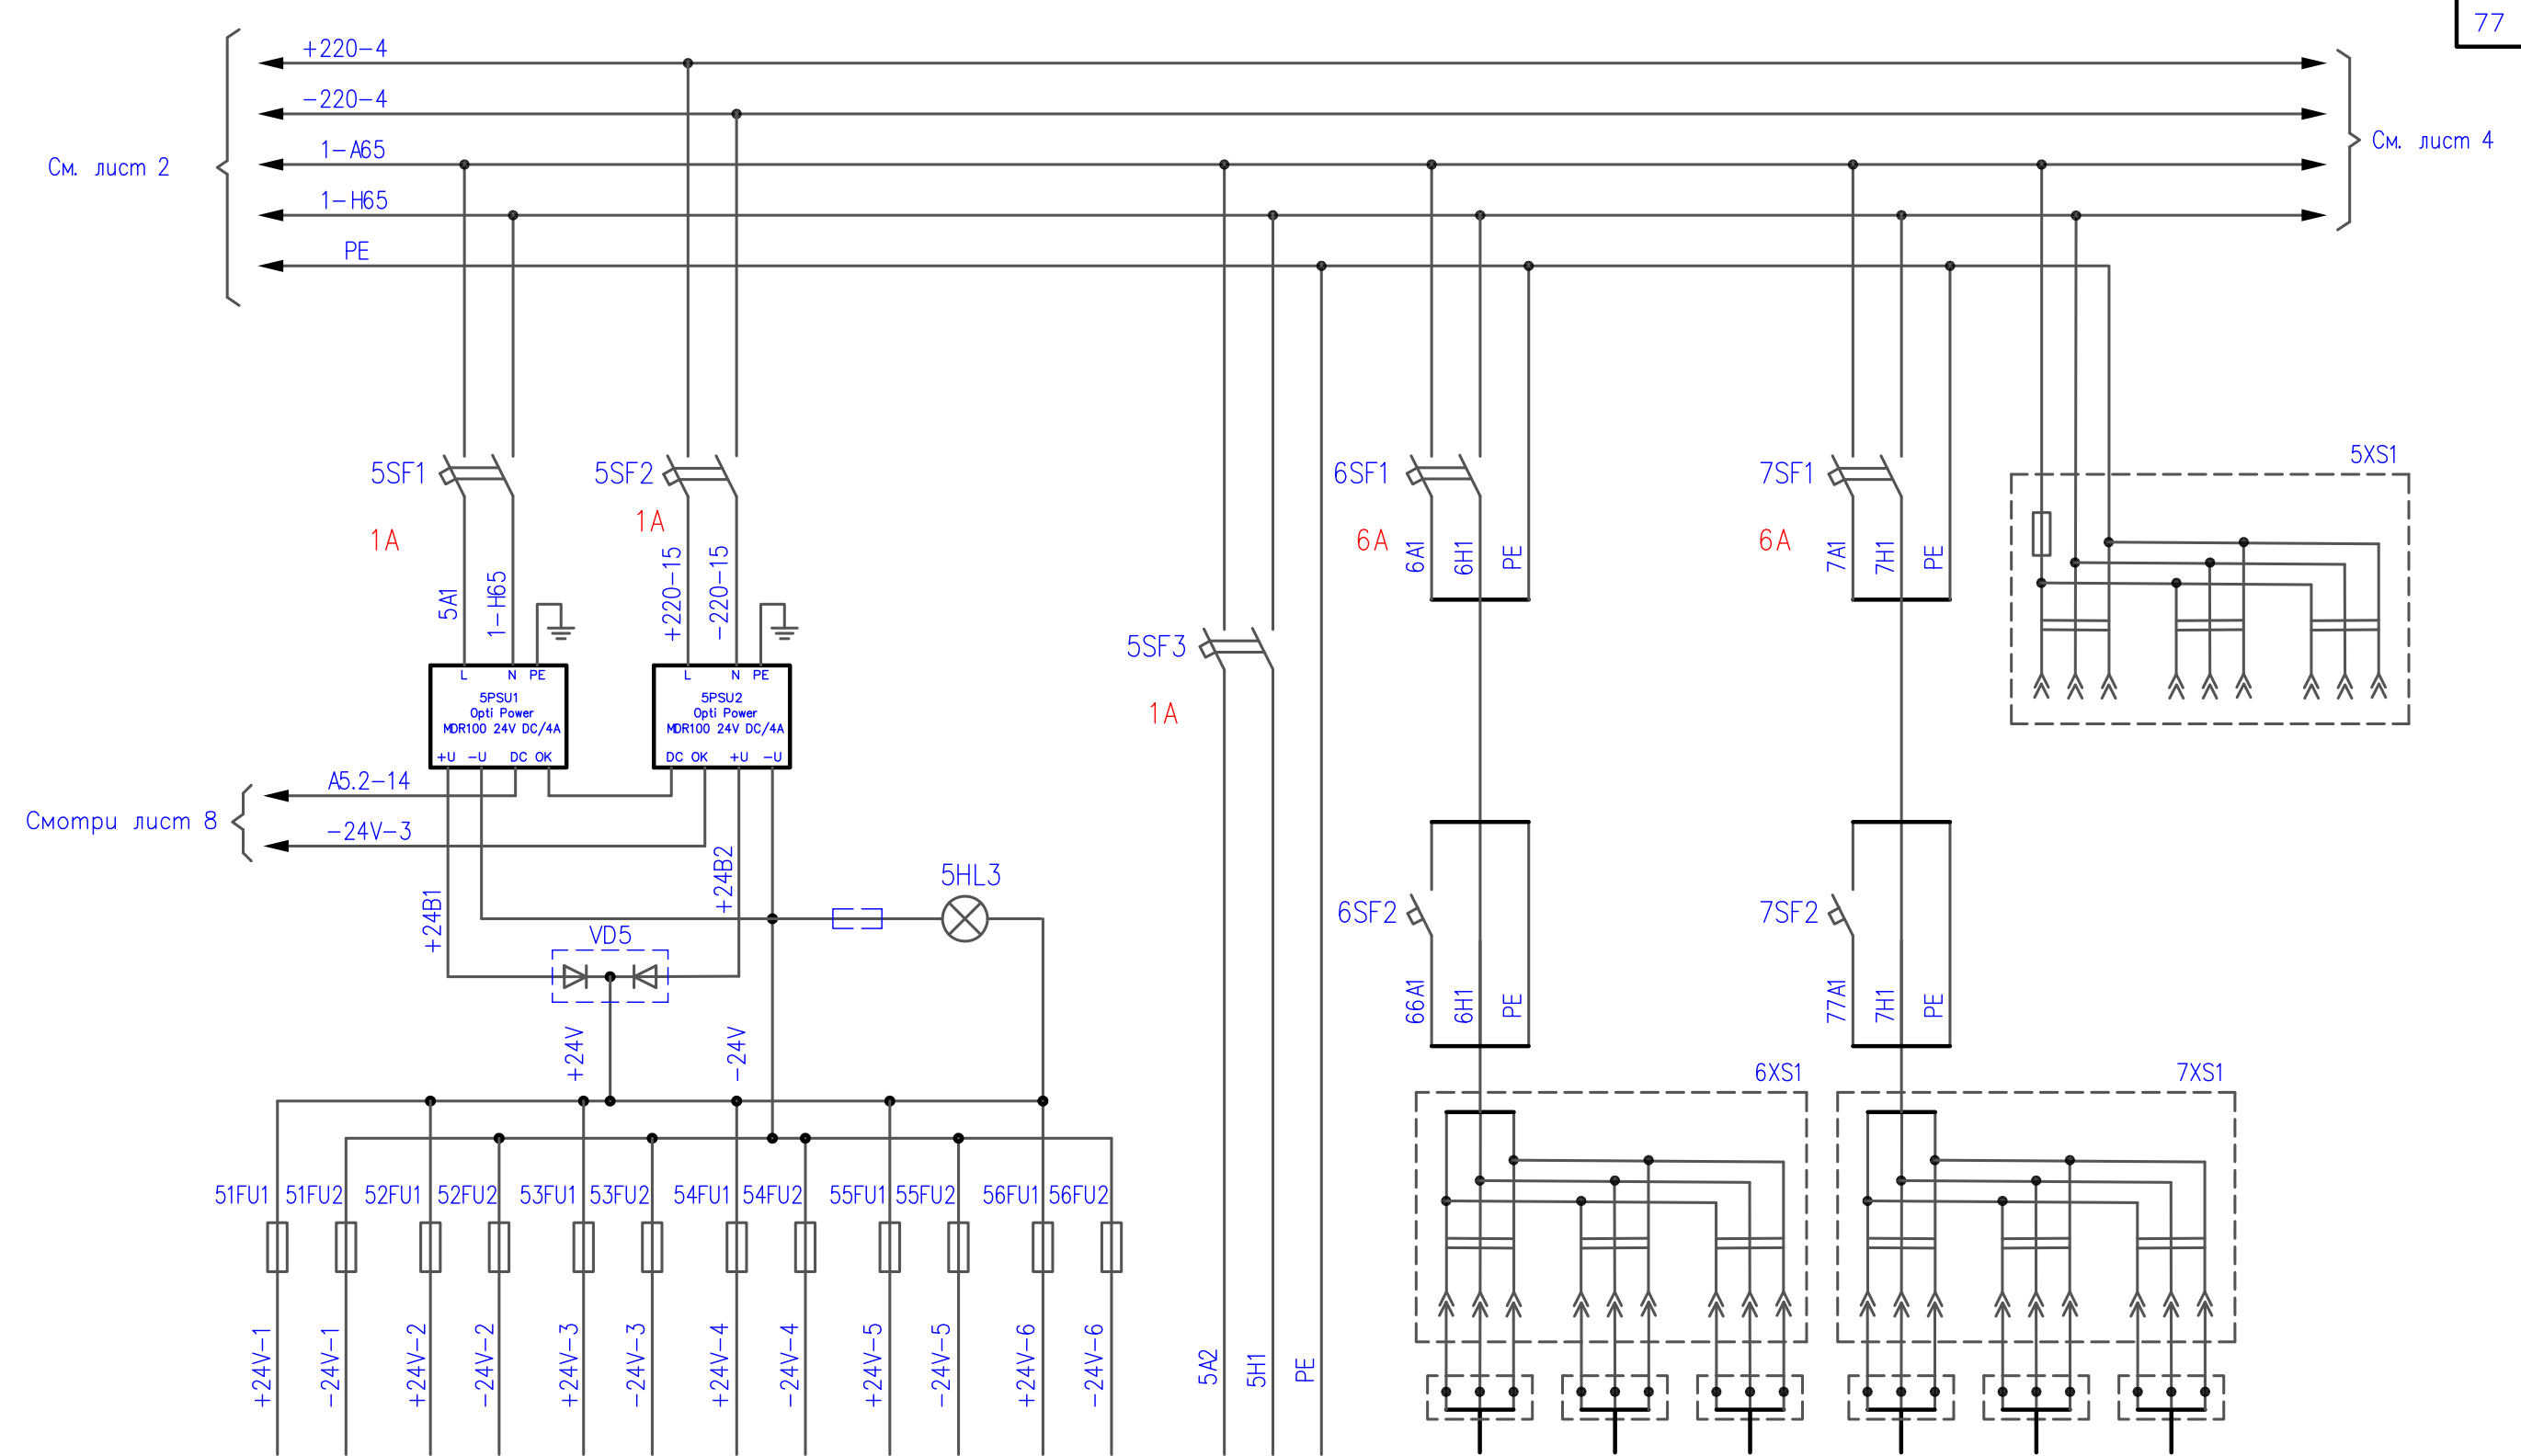 77
+220-4
-220-4
1-А65
1-Н65
PE
См. лист 2
См. лист 4
5SF1
1A
5SF2
1A
6SF1
6A
7SF1
6A
5XS1
5A1
1-Н65
+220-15
-220-15
6A1
6H1
PE
7A1
7H1
PE
5SF3
1A
L N PE
5PSU1
Opti Power
MDR100 24V DC/4A
+U -U DC OK
L N PE
5PSU2
Opti Power
MDR100 24V DC/4A
DC OK +U -U
A5.2-14
-24V-3
Смотри лист 8
+24B1
+24B2
5HL3
VD5
6SF2
7SF2
66A1
6H1
PE
77A1
7H1
PE
+24V
-24V
6XS1
7XS1
51FU1 51FU2 52FU1 52FU2 53FU1 53FU2 54FU1 54FU2 55FU1 55FU2 56FU1 56FU2
+24V-1
-24V-1
+24V-2
-24V-2
+24V-3
-24V-3
+24V-4
-24V-4
+24V-5
-24V-5
+24V-6
-24V-6
5A2
5H1
PE